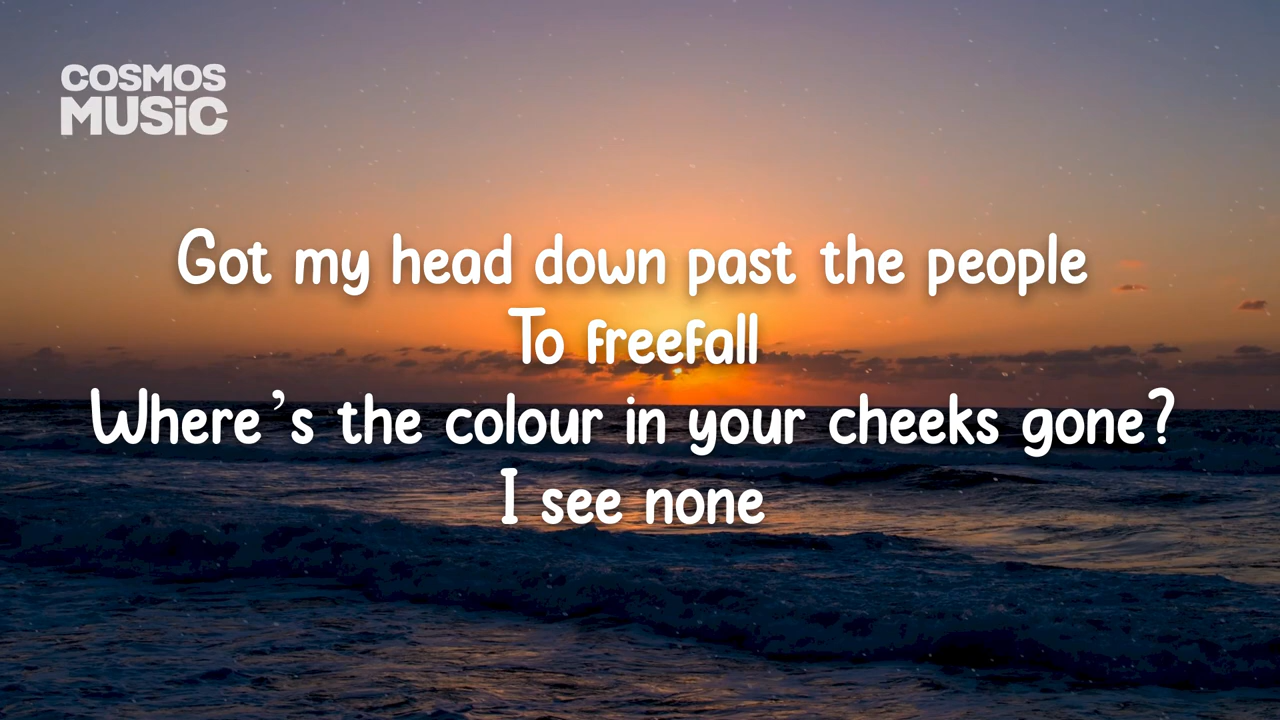 COSMOS
MUSiC
Got my head down past the people
To freefall
Where's the colour in your cheeks gone?
I see none